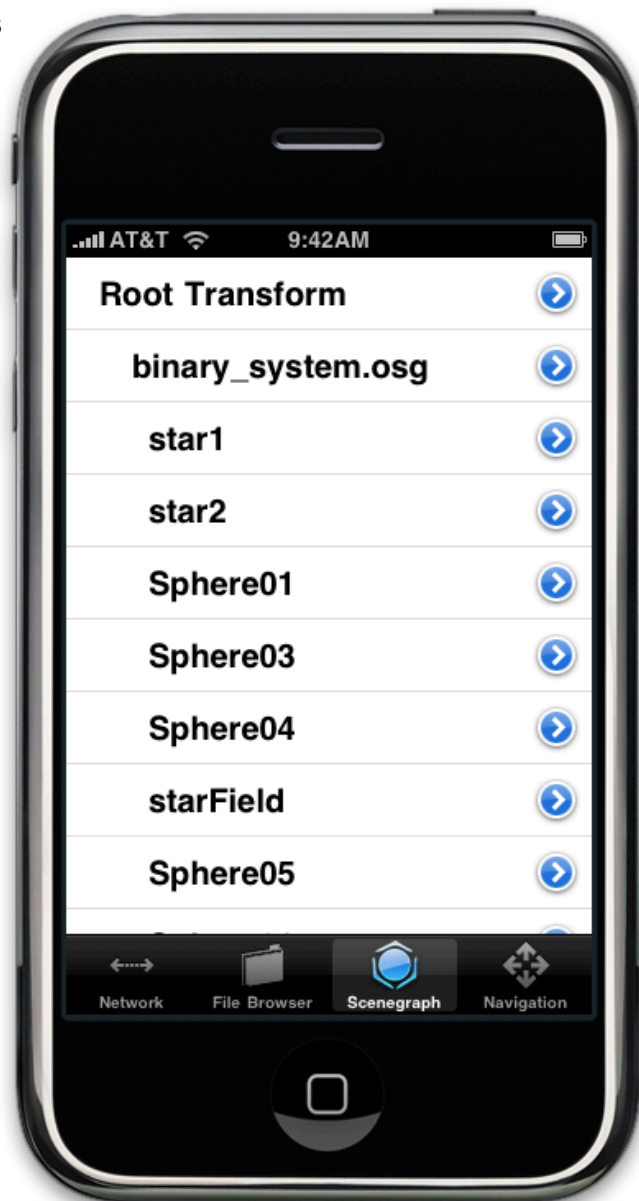 s
AT&T 9:42AM
Root Transform
binary_system.osg
star1
star2
Sphere01
Sphere03
Sphere04
starField
Sphere05
Network File Browser Scenegraph Navigation